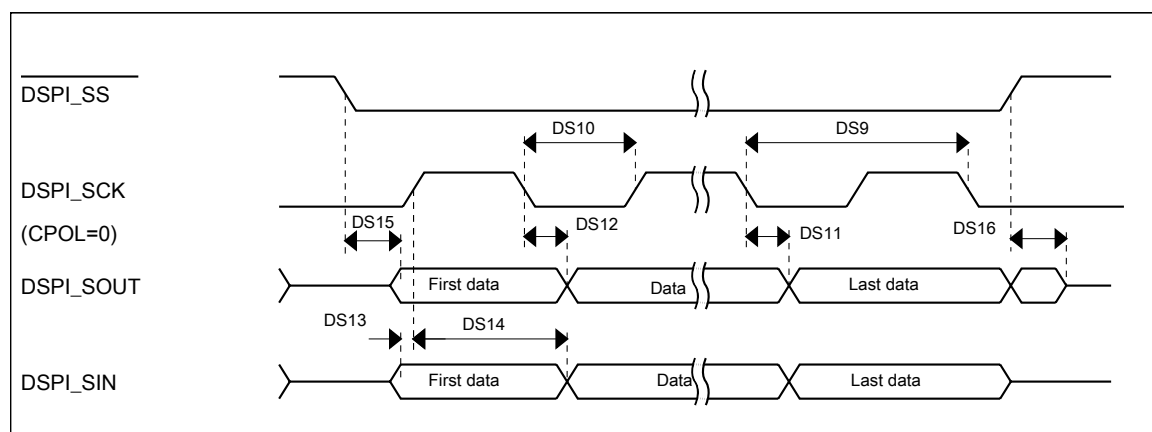 DSPI_SS
DS10
DS9
DSPI_SCK
(CPOL=0)
DS15
DS12
DS11
DS16
DSPI_SOUT
First data
Data
Last data
DS13
DS14
DSPI_SIN
First data
Data
Last data